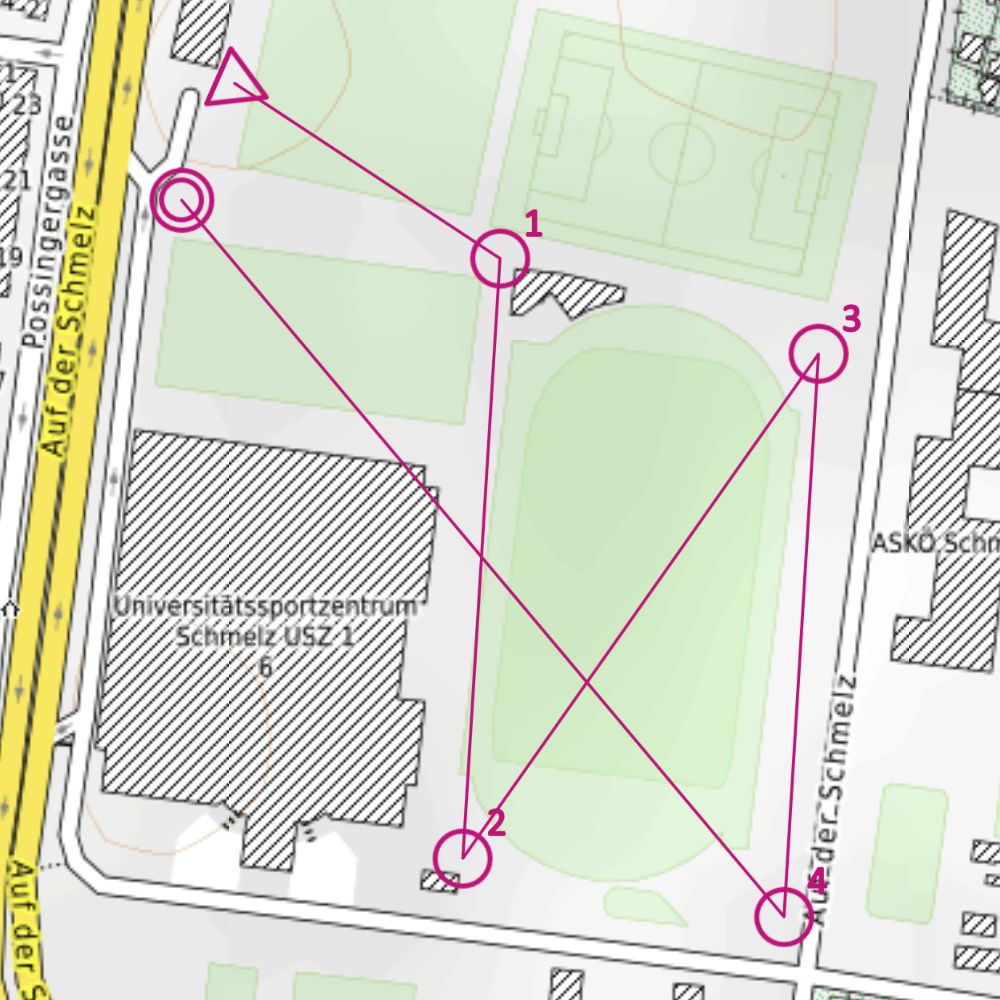 23
21
19
Possingergasse
Auf der Schmelz
1
3
ASKÖ Schm
Universitätssportzentrum
Schmelz USZ 1
6
Auf der Schmelz
2
4
Auf der S